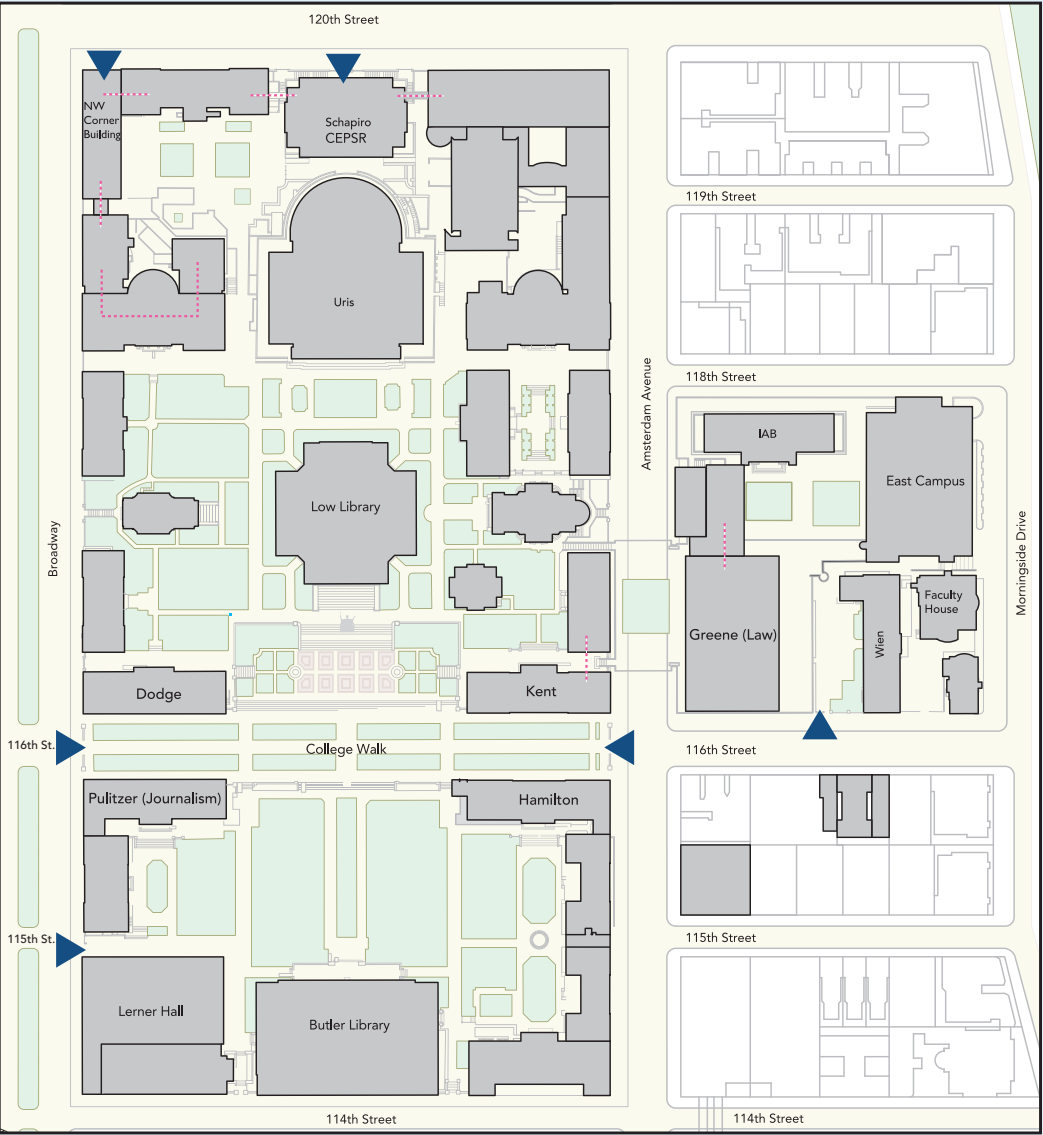 120th Street
NW
Corner
Building
Schapiro
CEPSR
119th Street
Uris
118th Street
Amsterdam Avenue
IAB
East Campus
Low Library
Broadway
Morningside Drive
Faculty
House
Greene (Law)
Wien
Dodge
Kent
116th St.
College Walk
116th Street
Pulitzer (Journalism)
Hamilton
115th St.
115th Street
Lerner Hall
Butler Library
114th Street
114th Street